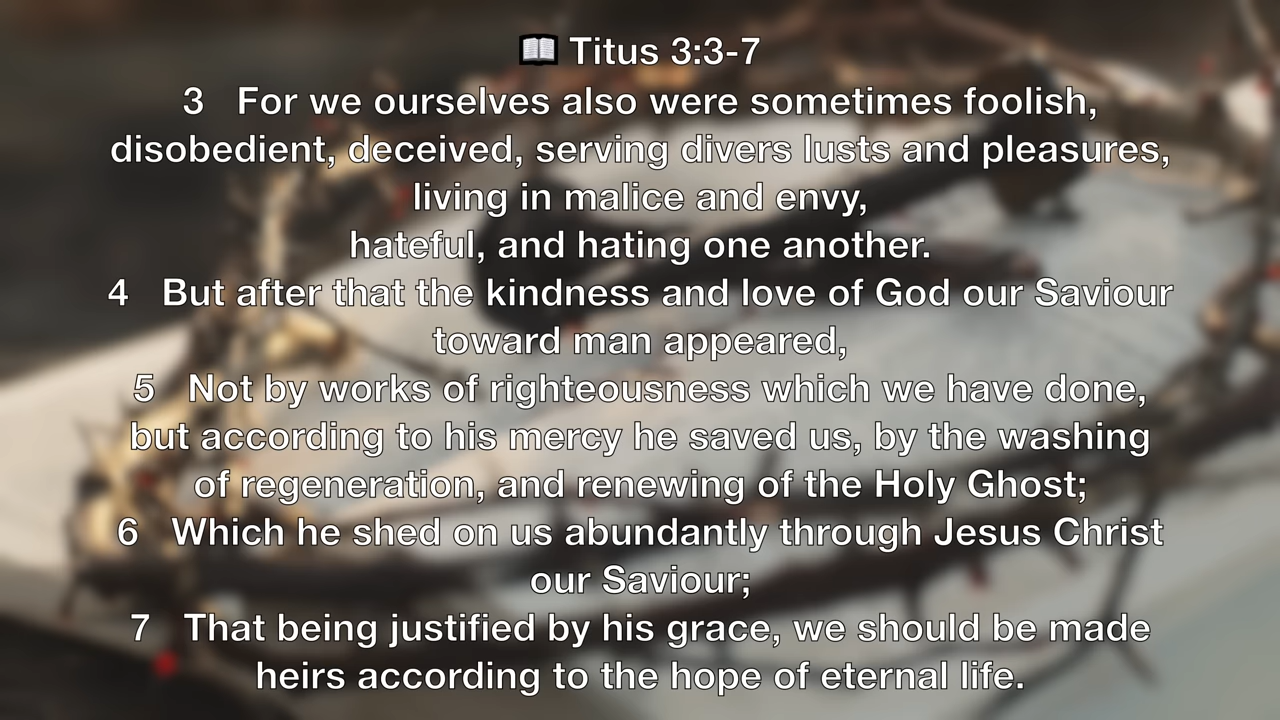 📖 Titus 3:3-7
3 For we ourselves also were sometimes foolish,
disobedient, deceived, serving divers lusts and pleasures,
living in malice and envy,
hateful, and hating one another.
4 But after that the kindness and love of God our Saviour
toward man appeared,
5 Not by works of righteousness which we have done,
but according to his mercy he saved us, by the washing
of regeneration, and renewing of the Holy Ghost;
6 Which he shed on us abundantly through Jesus Christ
our Saviour;
7 That being justified by his grace, we should be made
heirs according to the hope of eternal life.